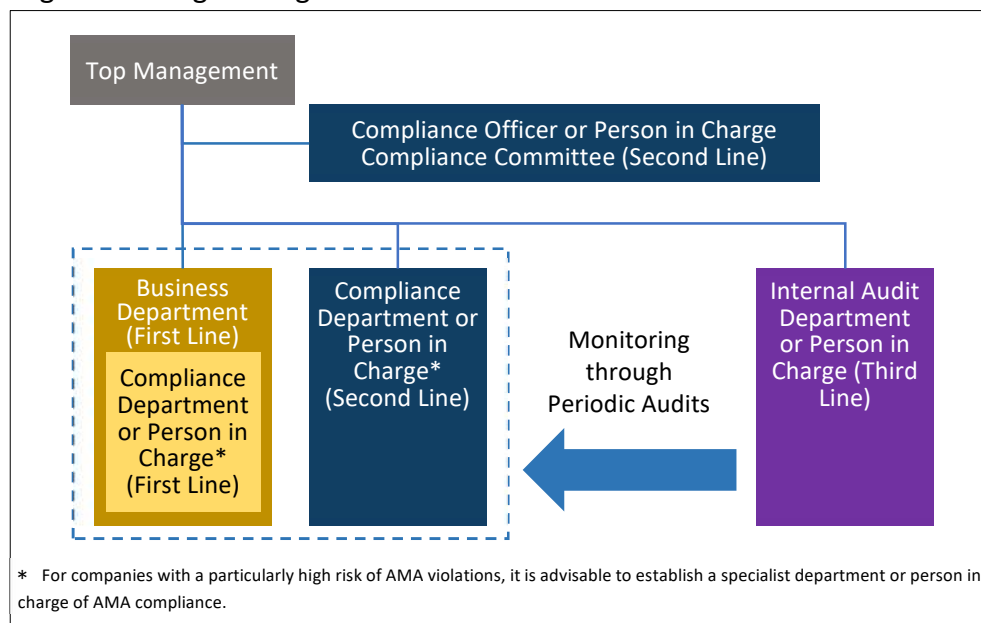 Top Management
Compliance Officer or Person in Charge
Compliance Committee (Second Line)
Business
Department
(First Line)
Compliance
Department
or Person in
Charge*
(First Line)
Compliance
Department or
Person in
Charge*
(Second Line)
Monitoring
through
Periodic Audits
Internal Audit
Department
or Person in
Charge (Third
Line)
* For companies with a particularly high risk of AMA violations, it is advisable to establish a specialist department or person in
charge of AMA compliance.